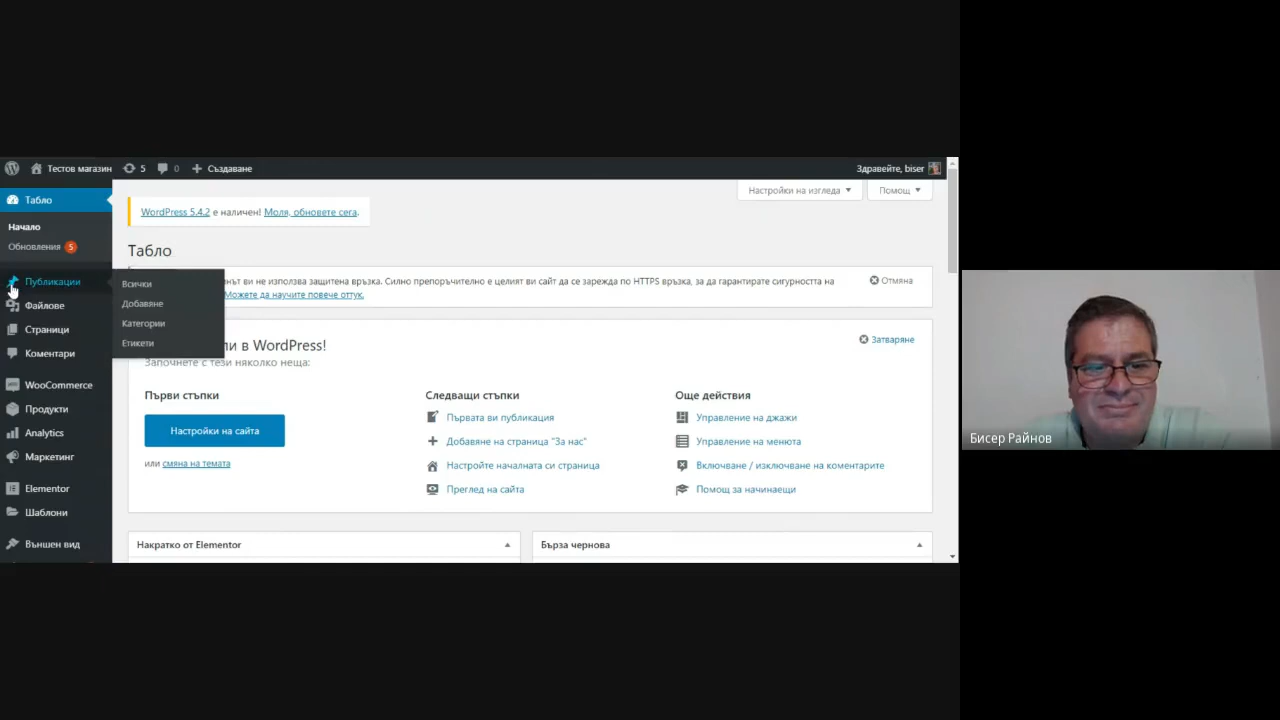 Тестов магазин 5 0 Създаване Здравейте, biser
Табло
Начало
Обновления 5
Публикации
Файлове
Страници
Коментари
WooCommerce
Продукти
Analytics
Маркетинг
Elementor
Шаблони
Външен вид
Всички
Добавяне
Категории
Етикети
Настройки на изгледа Помощ
WordPress 5.4.2 е наличен! Моля, обновете сега.
Табло
ви не използва защитена връзка. Силно препоръчително е целият ви сайт да се зарежда по HTTPS връзка, за да гарантирате сигурността на
Можете да научите повече оттук.
Отмяна
в WordPress!
Започнете с тези няколко неща:
Затваряне
Първи стъпки
Настройки на сайта
или смяна на темата
Следващи стъпки
Първата ви публикация
Добавяне на страница "За нас"
Настройте началната си страница
Преглед на сайта
Още действия
Управление на джажи
Управление на менюта
Включване / изключване на коментарите
Помощ за начинаещи
Накратко от Elementor
Бърза чернова
Бисер Райнов